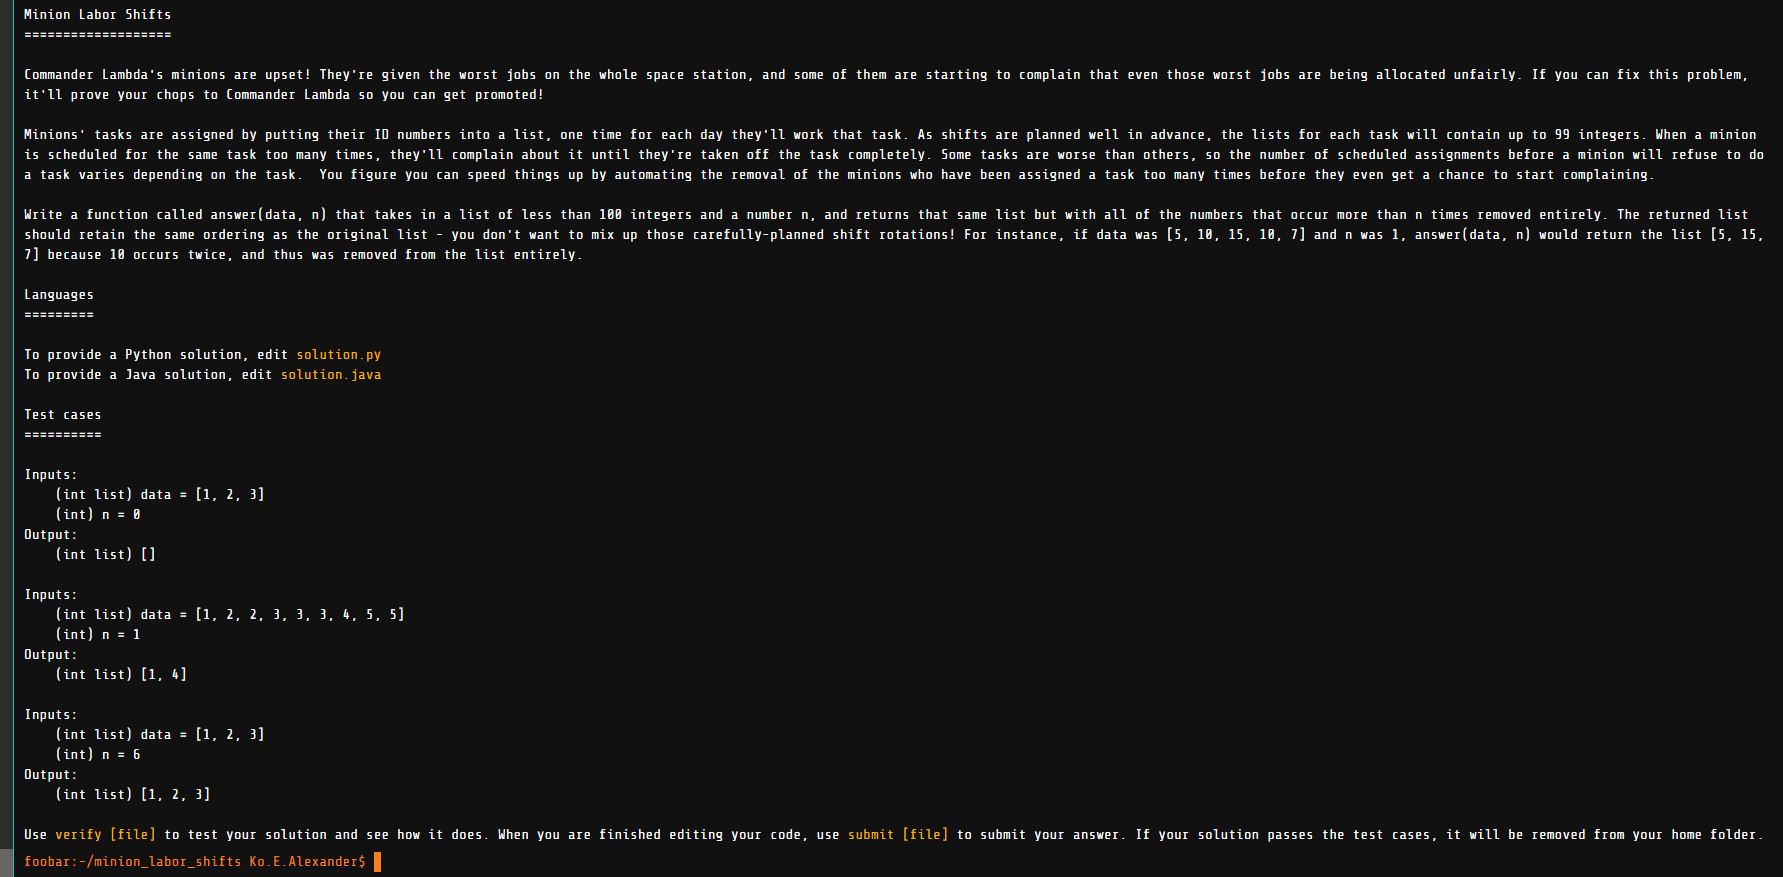 Minion Labor Shifts
===================
Commander Lambda's minions are upset! They're given the worst jobs on the whole space station, and some of them are starting to complain that even those worst jobs are being allocated unfairly. If you can fix this problem,
it'll prove your chops to Commander Lambda so you can get promoted!
Minions' tasks are assigned by putting their ID numbers into a list, one time for each day they'll work that task. As shifts are planned well in advance, the lists for each task will contain up to 99 integers. When a minion
is scheduled for the same task too many times, they'll complain about it until they're taken off the task completely. Some tasks are worse than others, so the number of scheduled assignments before a minion will refuse to do
a task varies depending on the task.  You figure you can speed things up by automating the removal of the minions who have been assigned a task too many times before they even get a chance to start complaining.
Write a function called answer(data, n) that takes in a list of less than 100 integers and a number n, and returns that same list but with all of the numbers that occur more than n times removed entirely. The returned list
should retain the same ordering as the original list - you don't want to mix up those carefully-planned shift rotations! For instance, if data was [5, 10, 15, 10, 7] and n was 1, answer(data, n) would return the list [5, 15,
7] because 10 occurs twice, and thus was removed from the list entirely.
Languages
=========
To provide a Python solution, edit solution.py
To provide a Java solution, edit solution.java
Test cases
==========
Inputs:
    (int list) data = [1, 2, 3]
    (int) n = 0
Output:
    (int list) []
Inputs:
    (int list) data = [1, 2, 2, 3, 3, 3, 4, 5, 5]
    (int) n = 1
Output:
    (int list) [1, 4]
Inputs:
    (int list) data = [1, 2, 3]
    (int) n = 6
Output:
    (int list) [1, 2, 3]
Use verify [file] to test your solution and see how it does. When you are finished editing your code, use submit [file] to submit your answer. If your solution passes the test cases, it will be removed from your home folder.
foobar:~/minion_labor_shifts Ko.E.Alexander$